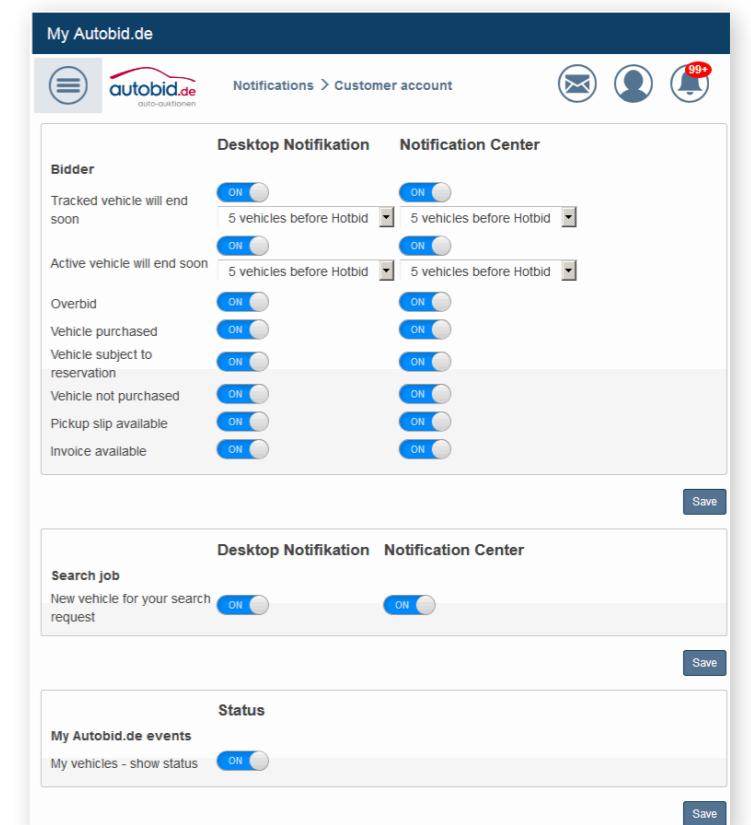 My Autobid.de
autobid.de
auto-auktionen
Notifications > Customer account
99+
Desktop Notifikation Notification Center
Bidder
Tracked vehicle will end
soon
ON ON
5 vehicles before Hotbid 5 vehicles before Hotbid
Active vehicle will end soon
ON ON
5 vehicles before Hotbid 5 vehicles before Hotbid
Overbid ON ON
Vehicle purchased ON ON
Vehicle subject to
reservation
ON ON
Vehicle not purchased ON ON
Pickup slip available ON ON
Invoice available ON ON
Save
Desktop Notifikation Notification Center
Search job
New vehicle for your search
request
ON ON
Save
Status
My Autobid.de events
My vehicles - show status ON
Save